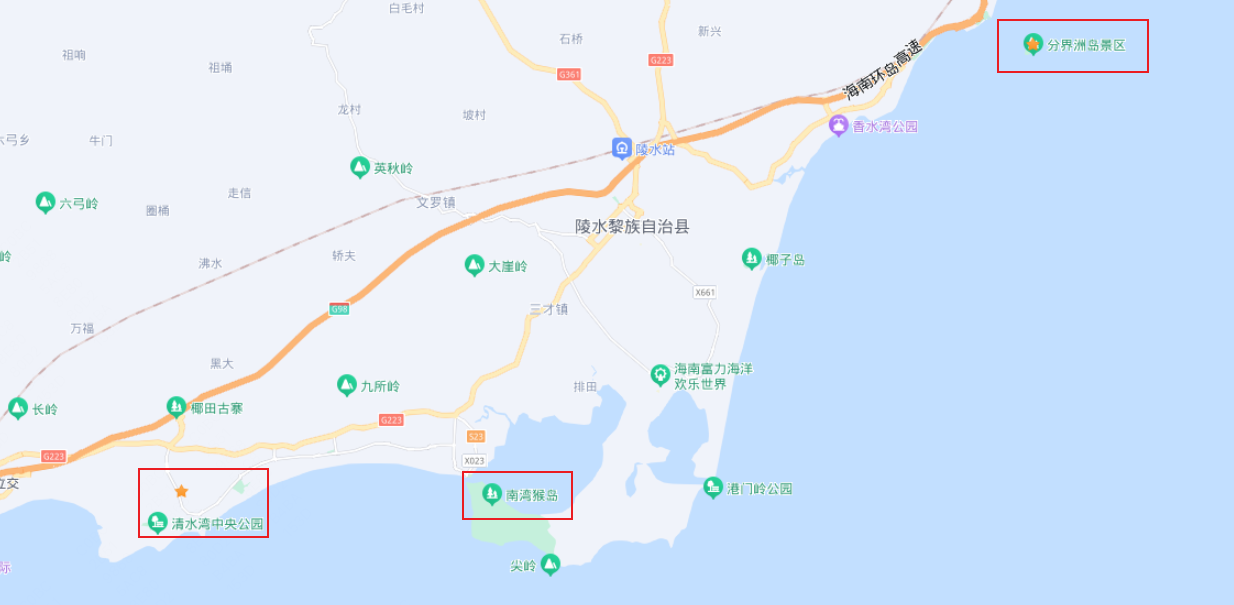 白毛村
石桥
新兴
分界洲岛景区
祖响
祖埇
G361
G223
海南环岛高速
龙村
坡村
香水湾公园
六弓乡
牛门
陵水站
英秋岭
走信
六弓岭
圈桶
文罗镇
陵水黎族自治县
岭
沸水
轿夫
大崖岭
椰子岛
X661
G98
三才镇
万福
黑大
海南富力海洋
欢乐世界
九所岭
排田
长岭
椰田古寨
G223
S23
G223
X023
立交
南湾猴岛
港门岭公园
清水湾中央公园
尖岭
际